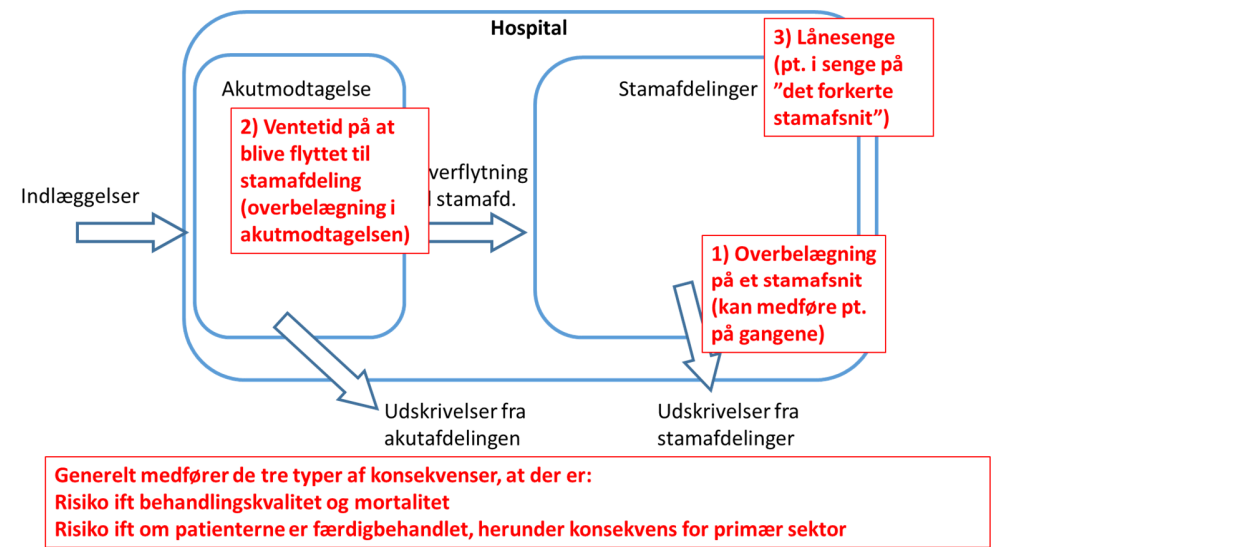 Hospital
Akutmodtagelse
Stamafdelinger
3) Lånesenge
(pt. i senge på
”det forkerte
stamafsnit”)
2) Ventetid på at
blive flyttet til
stamafdeling
(overbelægning i
akutmodtagelsen)
Indlæggelser
verflytning
stamafd.
1) Overbelægning
på et stamafsnit
(kan medføre pt.
på gangene)
Udskrivelser fra
akutafdelingen
Udskrivelser fra
stamafdelinger
Generelt medfører de tre typer af konsekvenser, at der er:
Risiko ift behandlingskvalitet og mortalitet
Risiko ift om patienterne er færdigbehandlet, herunder konsekvens for primær sektor